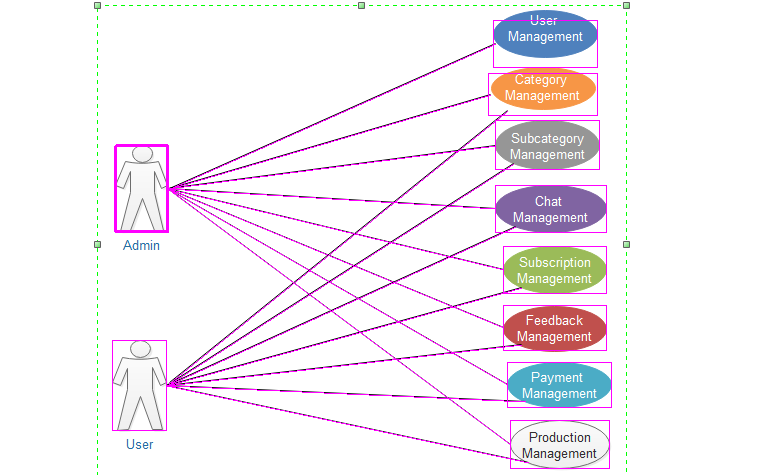 User
Management
Category
Management
Subcategory
Management
Chat
Management
Admin
Subscription
Management
Feedback
Management
Payment
Management
User
Production
Management